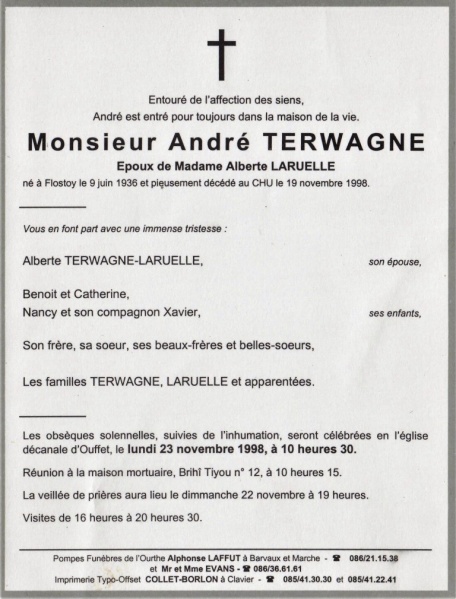 Entouré de l'affection des siens,
André est entré pour toujours dans la maison de la vie.
Monsieur André TERWAGNE
Epoux de Madame Alberte LARUELLE
né à Flostoy le 9 juin 1936 et pieusement décédé au CHU le 19 novembre 1998.
Vous en font part avec une immense tristesse :
Alberte TERWAGNE-LARUELLE, son épouse,
Benoit et Catherine,
Nancy et son compagnon Xavier, ses enfants,
Son frère, sa soeur, ses beaux-frères et belles-soeurs,
Les familles TERWAGNE, LARUELLE et apparentées.
Les obsèques solennelles, suivies de l'inhumation, seront célébrées en l'église
décanale d'Ouffet, le lundi 23 novembre 1998, à 10 heures 30.
Réunion à la maison mortuaire, Brihî Tiyou n° 12, à 10 heures 15.
La veillée de prières aura lieu le dimanche 22 novembre à 19 heures.
Visites de 16 heures à 20 heures 30.
Pompes Funèbres de l'Ourthe Alphonse LAFFUT à Barvaux et Marche - ☎ 086/21.15.38
et Mr et Mme EVANS - ☎ 086/36.61.61
Imprimerie Typo-Offset COLLET-BORLON à Clavier - ☎ 085/41.30.30 et 085/41.22.41